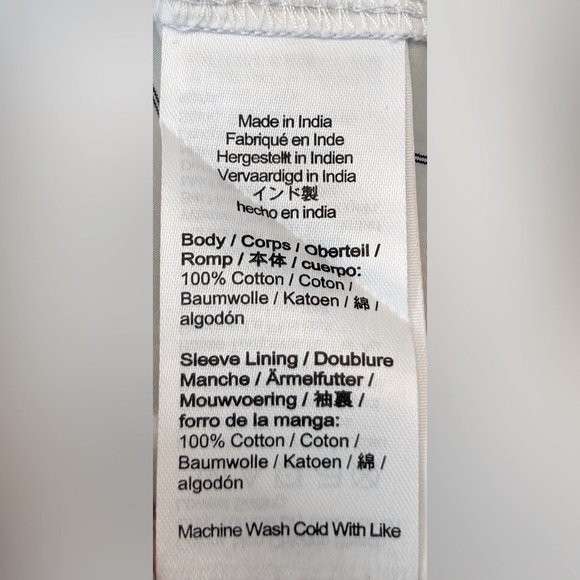 Made in India
Fabriqué en Inde
Hergestellt in Indien
Vervaardigd in India
インド製
hecho en india
Body / Corps / Oberteil /
Romp / 本体 / cuerpo:
100% Cotton / Coton /
Baumwolle / Katoen / 綿 /
algodón
Sleeve Lining / Doublure
Manche / Ärmelfutter /
Mouwvoering / 袖裏 /
forro de la manga:
100% Cotton / Coton /
Baumwolle / Katoen / 綿 /
algodón
Machine Wash Cold With Like